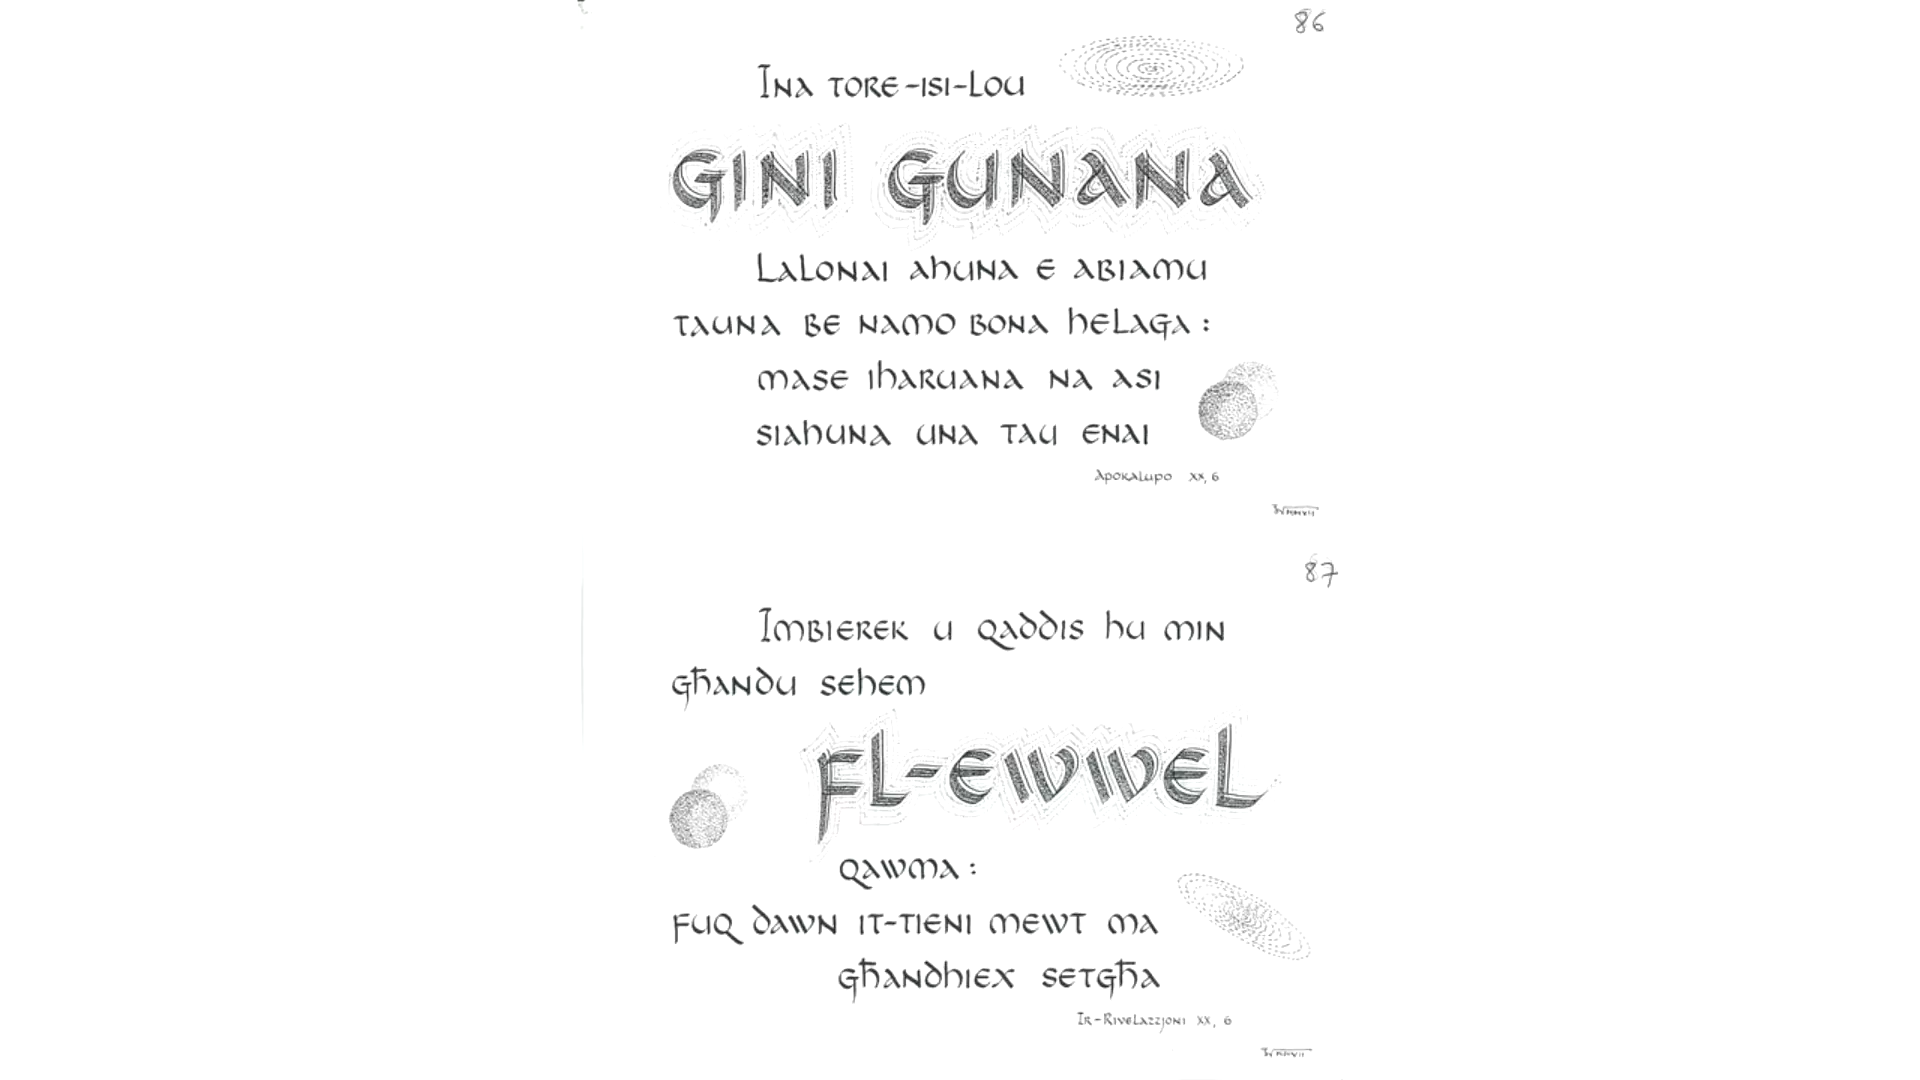 86
Ina tore-isi-lou
GINI GUNANA
Lalonai ahuna e abiamu
tauna be namo bona helaga:
mase iharuana na asi
siahuna una tau enai
Apokalupo xx, 6
87
Imbierek u qaddis hu min
għandu sehem
FL-EWWEL
qawma:
fuq dawn it-tieni mewt ma
għandhiex setgħa
Ir-Rivelazzjoni xx, 6